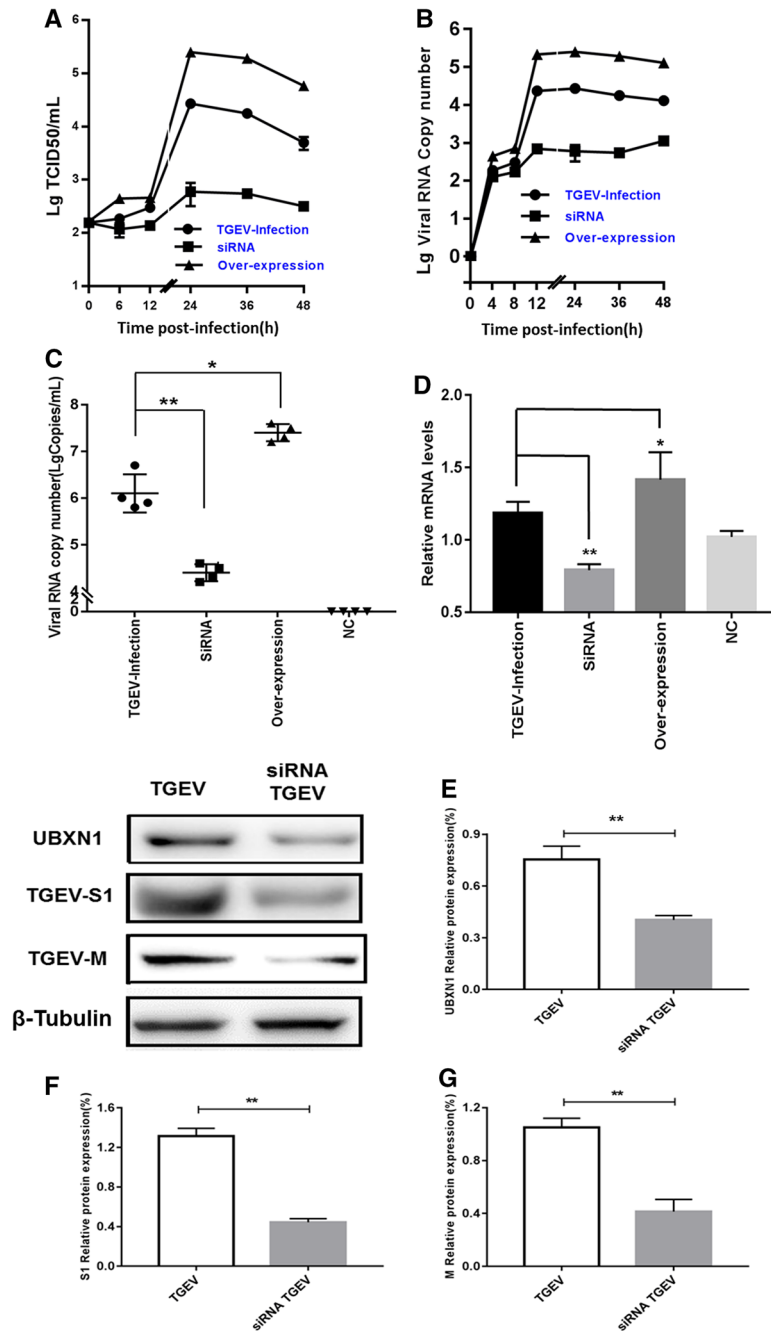 A
Lg TCID50/mL
6
5
4
3
2
1
0 6 12 24 36 48
Time post-infection(h)
TGEV-Infection
siRNA
Over-expression
B
Lg Viral RNA Copy number
6
5
4
3
2
1
0
0 4 8 12 24 36 48
Time post-infection(h)
TGEV-Infection
siRNA
Over-expression
C
Viral RNA copy number(LgCopies/mL)
8
7
6
5
4
0
*
**
TGEV-Infection
SiRNA
Over-expression
NC
D
Relative mRNA levels
2.0
1.5
1.0
0.5
*
**
TGEV-Infection
SiRNA
Over-expression
NC
TGEV
siRNA
TGEV
UBXN1
TGEV-S1
TGEV-M
β-Tubulin
E
UBXN1 Relative protein expression(%)
0.9
0.6
0.3
0.0
**
TGEV
siRNA TGEV
F
S1 Relative protein expression(%)
1.6
1.2
0.8
0.4
0.0
**
TGEV
siRNA TGEV
G
M Relative protein expression(%)
1.2
0.8
0.4
0.0
**
TGEV
siRNA TGEV